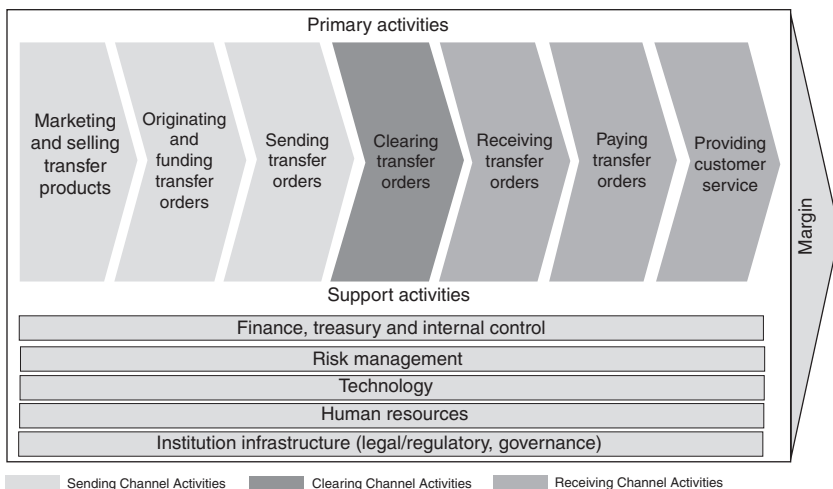 Primary activities
Marketing
and selling
transfer
products
Originating
and
funding
transfer
orders
Sending
transfer
orders
Clearing
transfer
orders
Receiving
transfer
orders
Paying
transfer
orders
Providing
customer
service
Margin
Support activities
Finance, treasury and internal control
Risk management
Technology
Human resources
Institution infrastructure (legal/regulatory, governance)
Sending Channel Activities
Clearing Channel Activities
Receiving Channel Activities